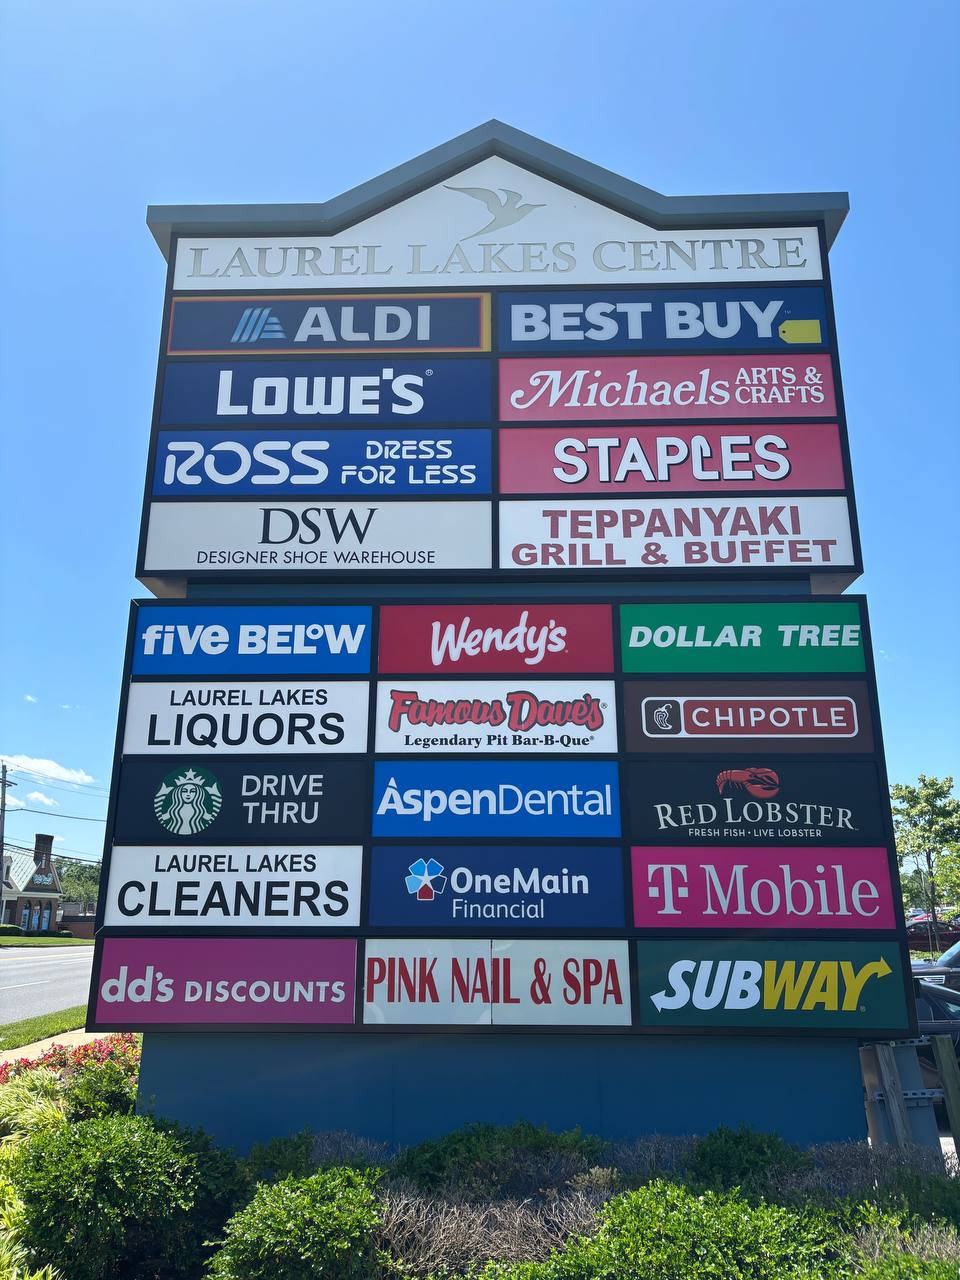 LAUREL LAKES CENTRE
ALDI
BEST BUY™
LOWE'S®
Michaels ARTS &
CRAFTS
ROSS DRESS
FOR LESS
STAPLES
DSW
DESIGNER SHOE WAREHOUSE
TEPPANYAKI
GRILL & BUFFET
five BELOW
Wendy's
DOLLAR TREE
LAUREL LAKES
LIQUORS
Famous Dave's®
Legendary Pit Bar-B-Que®
CHIPOTLE
DRIVE
THRU
AspenDental
RED LOBSTER
FRESH FISH • LIVE LOBSTER
LAUREL LAKES
CLEANERS
OneMain
Financial
T Mobile
dd's DISCOUNTS
PINK NAIL & SPA
SUBWAY®